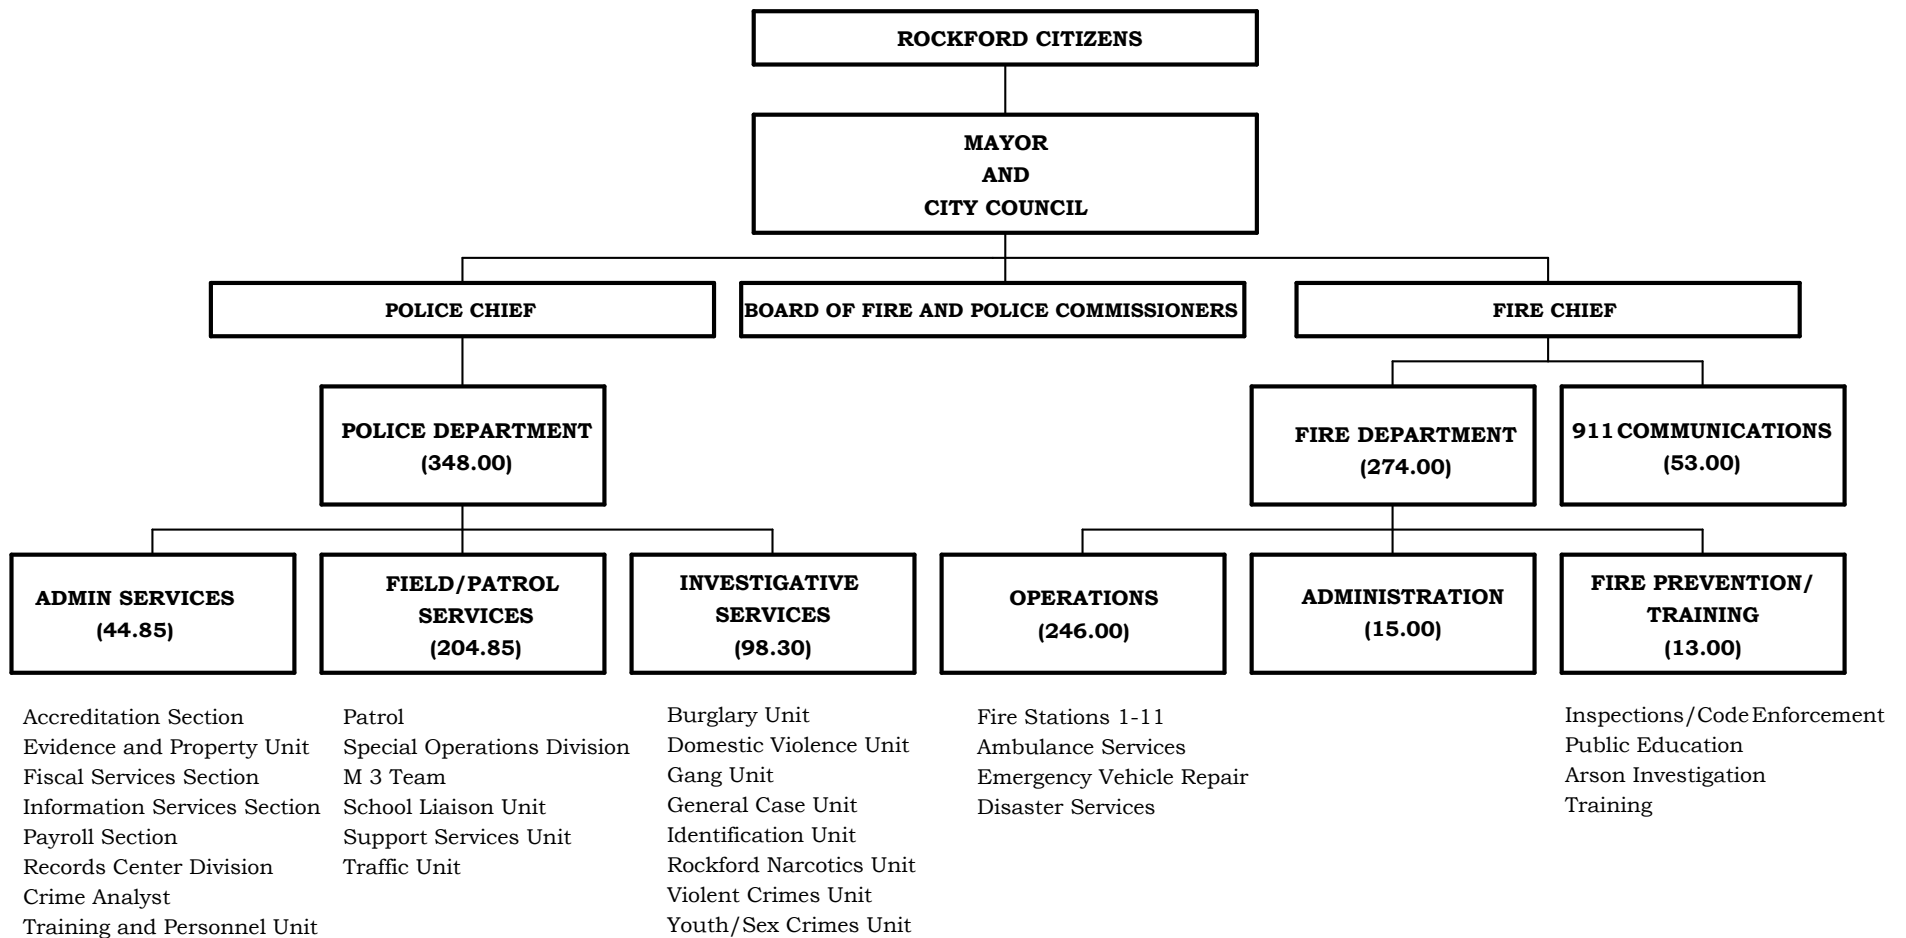 ROCKFORD CITIZENS
MAYOR
AND
CITY COUNCIL
POLICE CHIEF
BOARD OF FIRE AND POLICE COMMISSIONERS
FIRE CHIEF
POLICE DEPARTMENT
(348.00)
FIRE DEPARTMENT
(274.00)
911 COMMUNICATIONS
(53.00)
ADMIN SERVICES
(44.85)
FIELD/PATROL
SERVICES
(204.85)
INVESTIGATIVE
SERVICES
(98.30)
OPERATIONS
(246.00)
ADMINISTRATION
(15.00)
FIRE PREVENTION/
TRAINING
(13.00)
Accreditation Section
Evidence and Property Unit
Fiscal Services Section
Information Services Section
Payroll Section
Records Center Division
Crime Analyst
Training and Personnel Unit
Patrol
Special Operations Division
M 3 Team
School Liaison Unit
Support Services Unit
Traffic Unit
Burglary Unit
Domestic Violence Unit
Gang Unit
General Case Unit
Identification Unit
Rockford Narcotics Unit
Violent Crimes Unit
Youth/Sex Crimes Unit
Fire Stations 1-11
Ambulance Services
Emergency Vehicle Repair
Disaster Services
Inspections/Code Enforcement
Public Education
Arson Investigation
Training